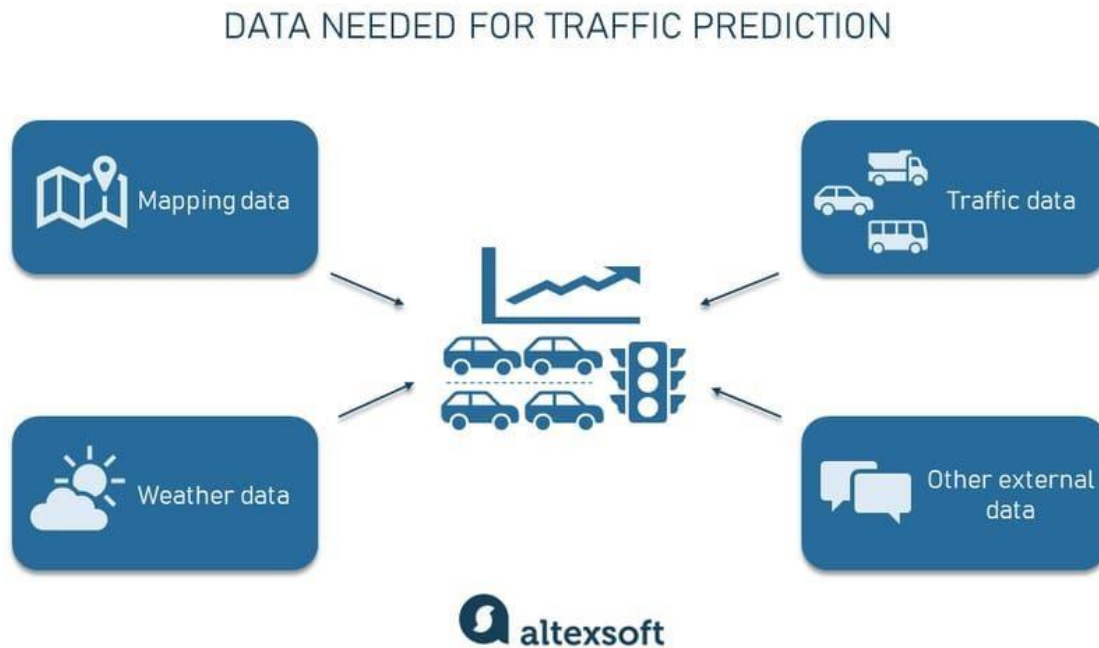 DATA NEEDED FOR TRAFFIC PREDICTION
Mapping data
Traffic data
Weather data
Other external
data
altexsoft